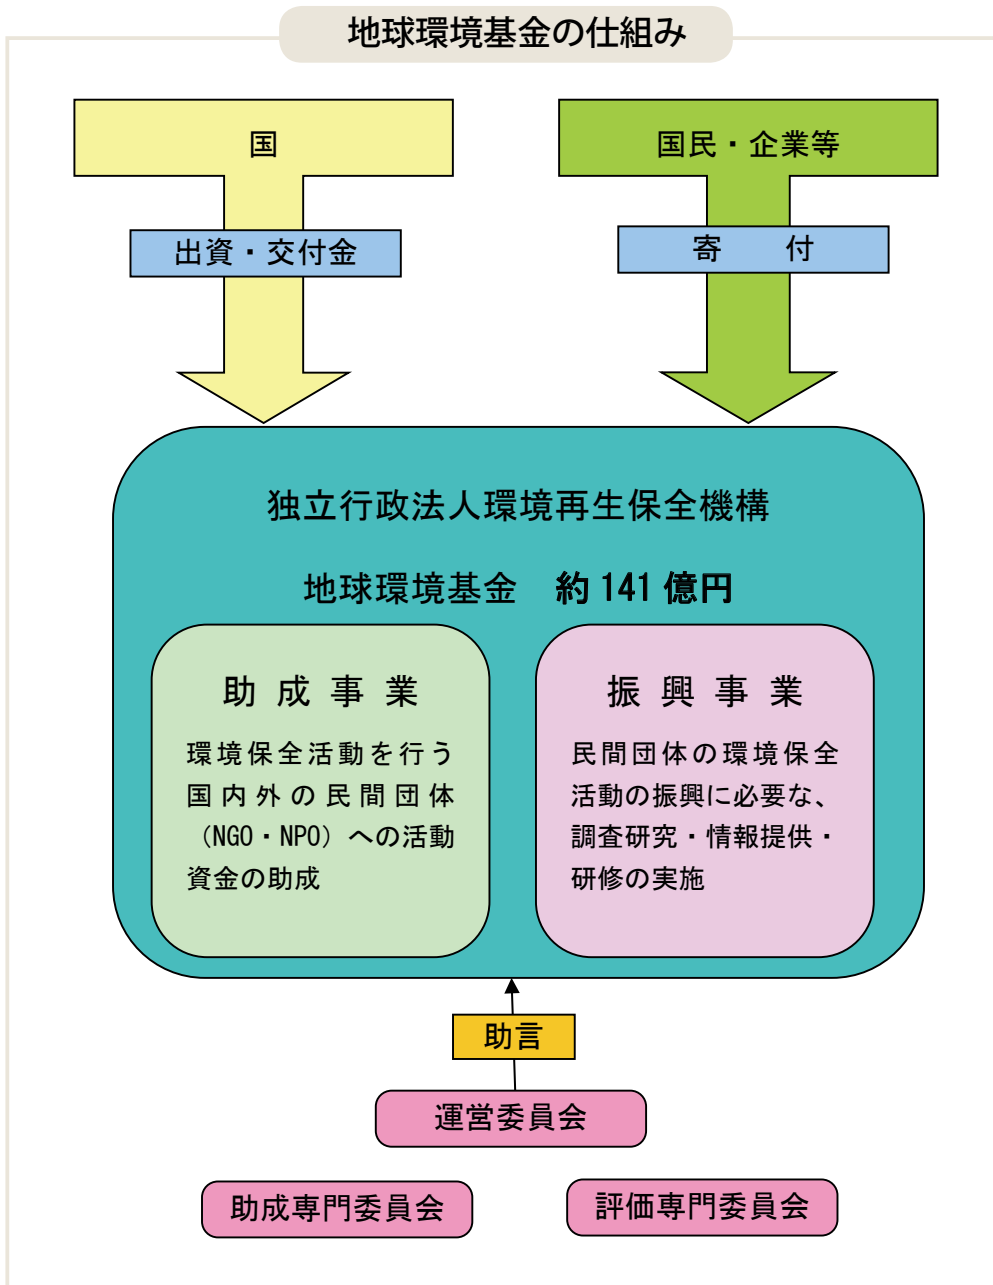 地球環境基金の仕組み
国
国民・企業等
出資・交付金
寄　　付
独立行政法人環境再生保全機構
地球環境基金　約 141 億円
助 成 事 業
環境保全活動を行う
国内外の民間団体
（NGO・NPO）への活動
資金の助成
振 興 事 業
民間団体の環境保全
活動の振興に必要な、
調査研究・情報提供・
研修の実施
助言
運営委員会
助成専門委員会
評価専門委員会